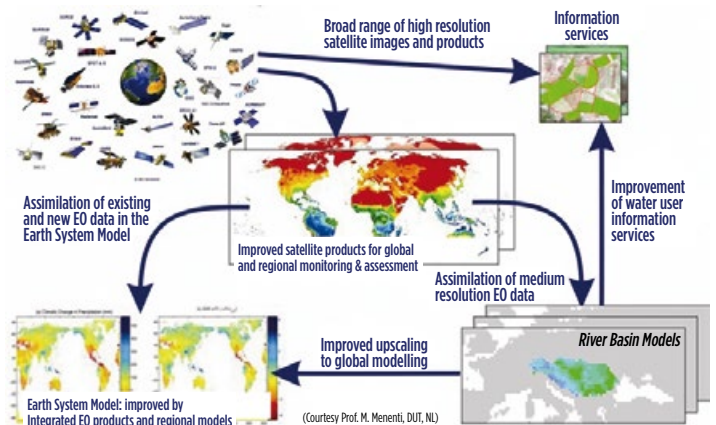 Broad range of high resolution
satellite images and products
Information
services
Assimilation of existing
and new EO data in the
Earth System Model
Improved satellite products for global
and regional monitoring & assessment
Improvement
of water user
information
services
Assimilation of medium
resolution EO data
River Basin Models
Improved upscaling
to global modelling
Earth System Model: improved by
Integrated EO products and regional models
(Courtesy Prof. M. Menenti, DUT, NL)